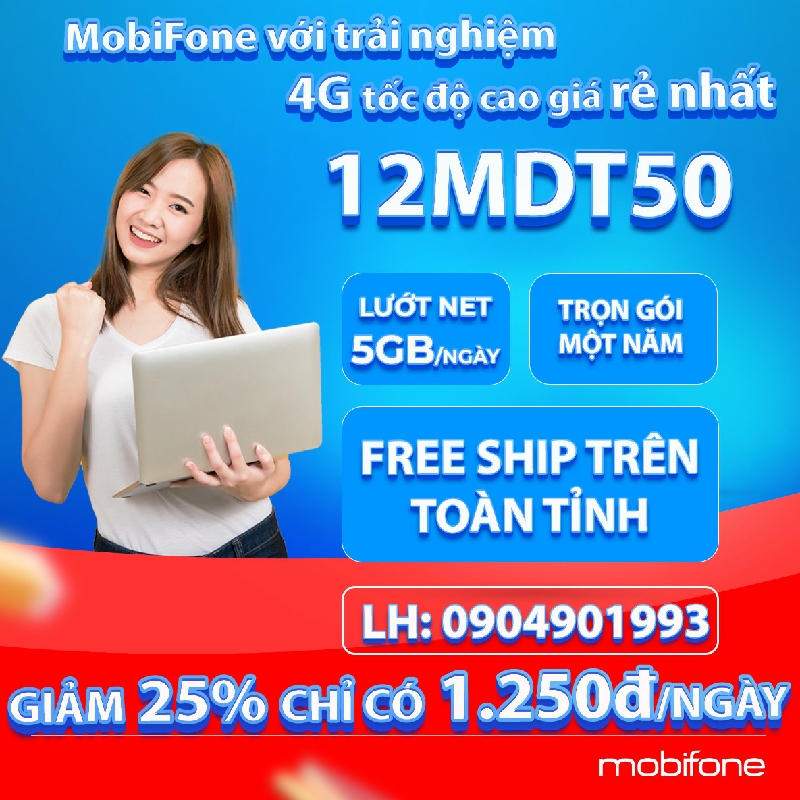 MobiFone với trải nghiệm
4G tốc độ cao giá rẻ nhất
12MDT50
LƯỚT NET
5GB/NGÀY
TRỌN GÓI
MỘT NĂM
FREE SHIP TRÊN
TOÀN TỈNH
LH: 0904901993
GIẢM 25% CHỈ CÓ 1.250đ/NGÀY
mobifone